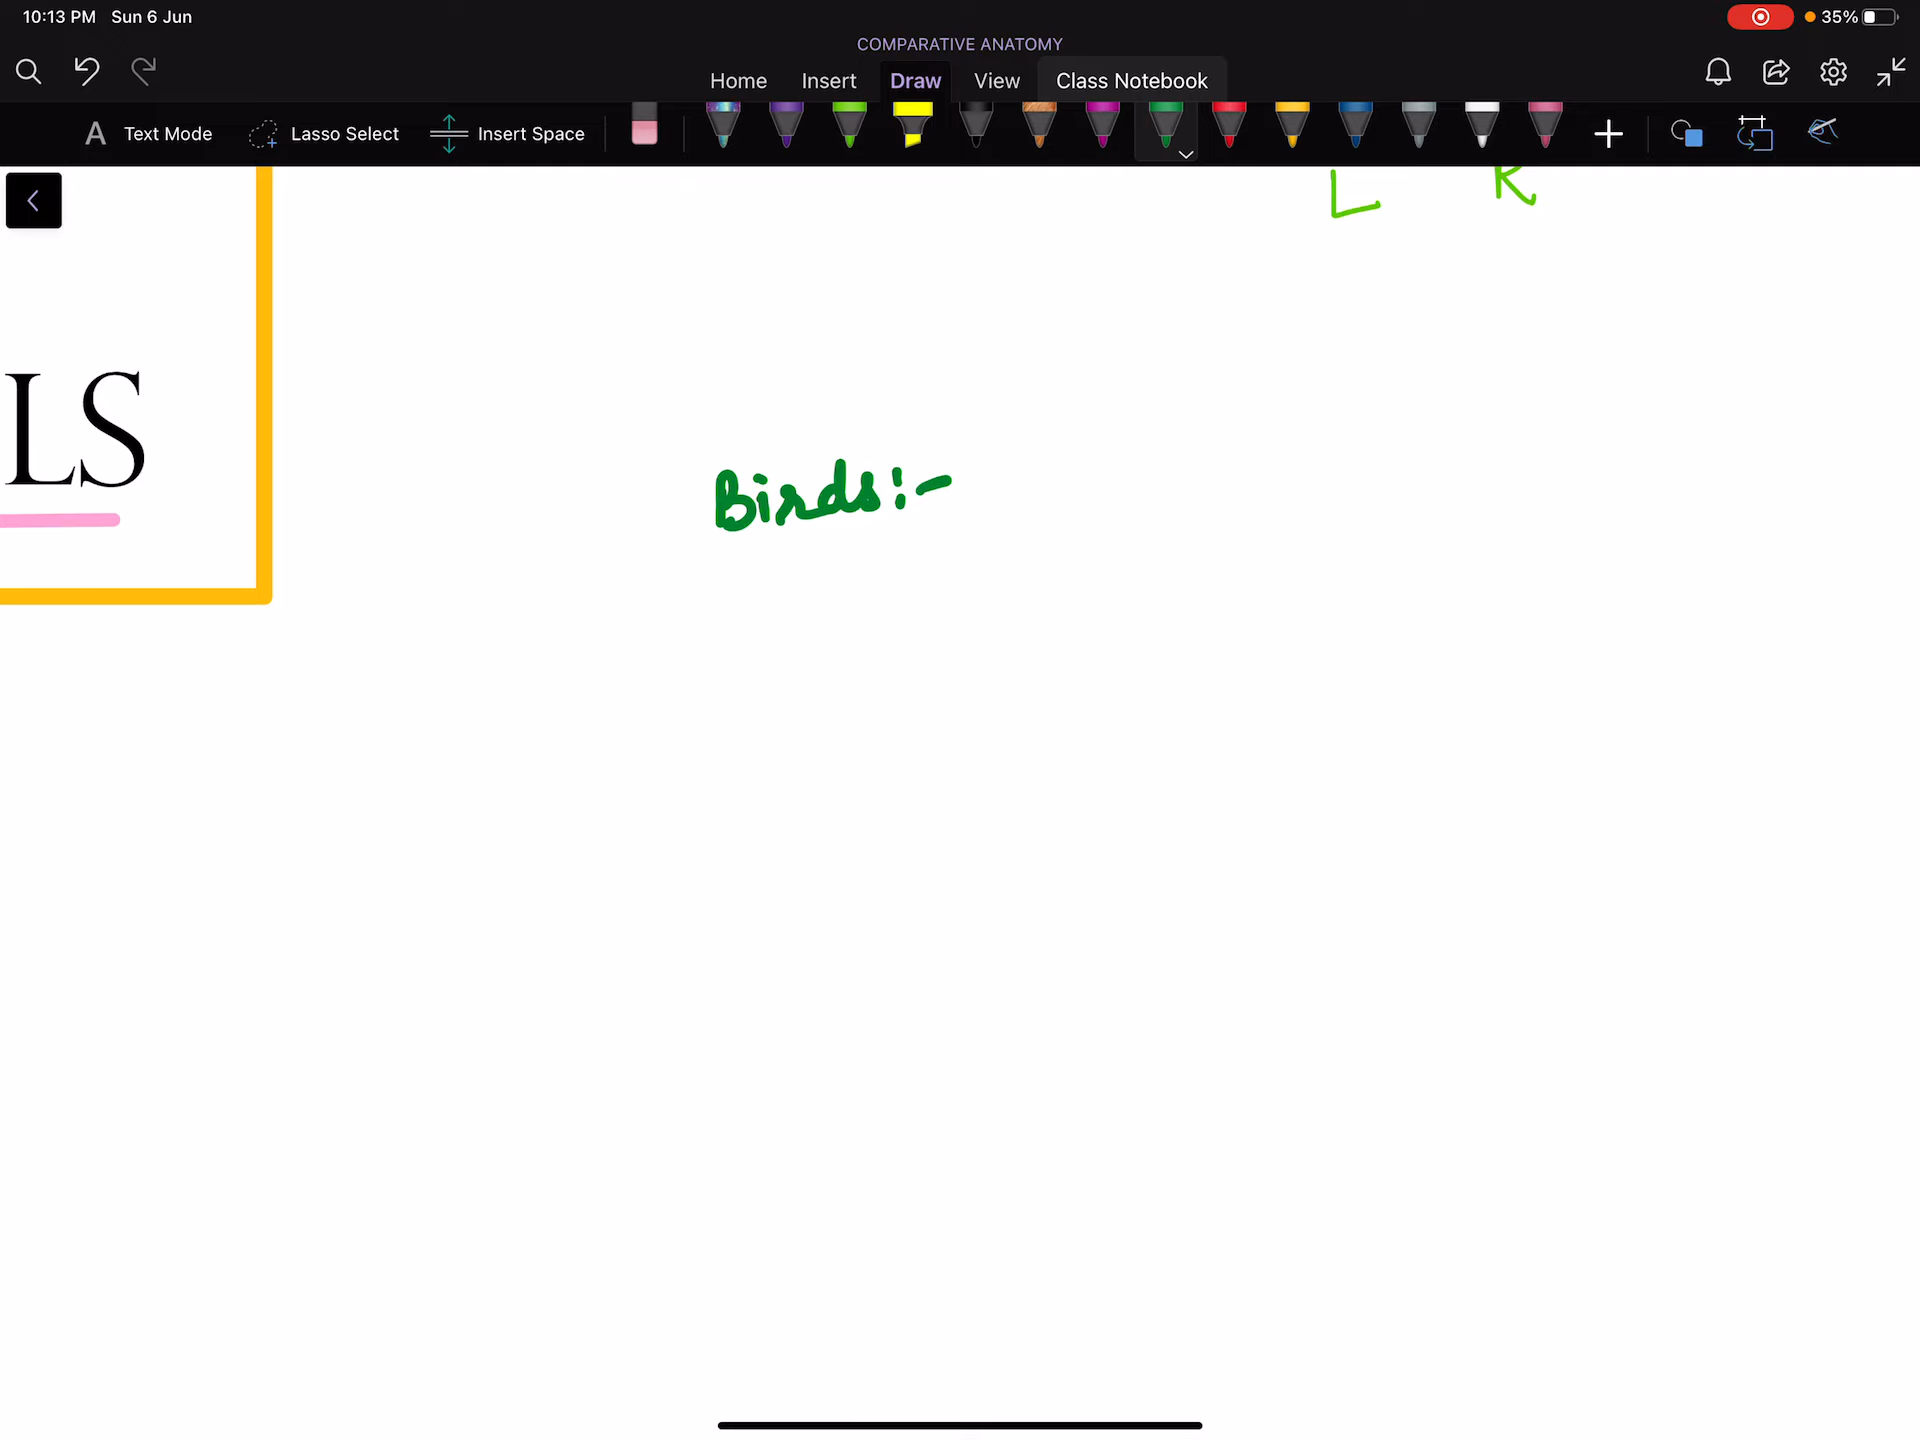 10:13 PM Sun 6 Jun
35%
COMPARATIVE ANATOMY
Home Insert Draw View Class Notebook
A Text Mode Lasso Select Insert Space
L R
LS
Birds:-